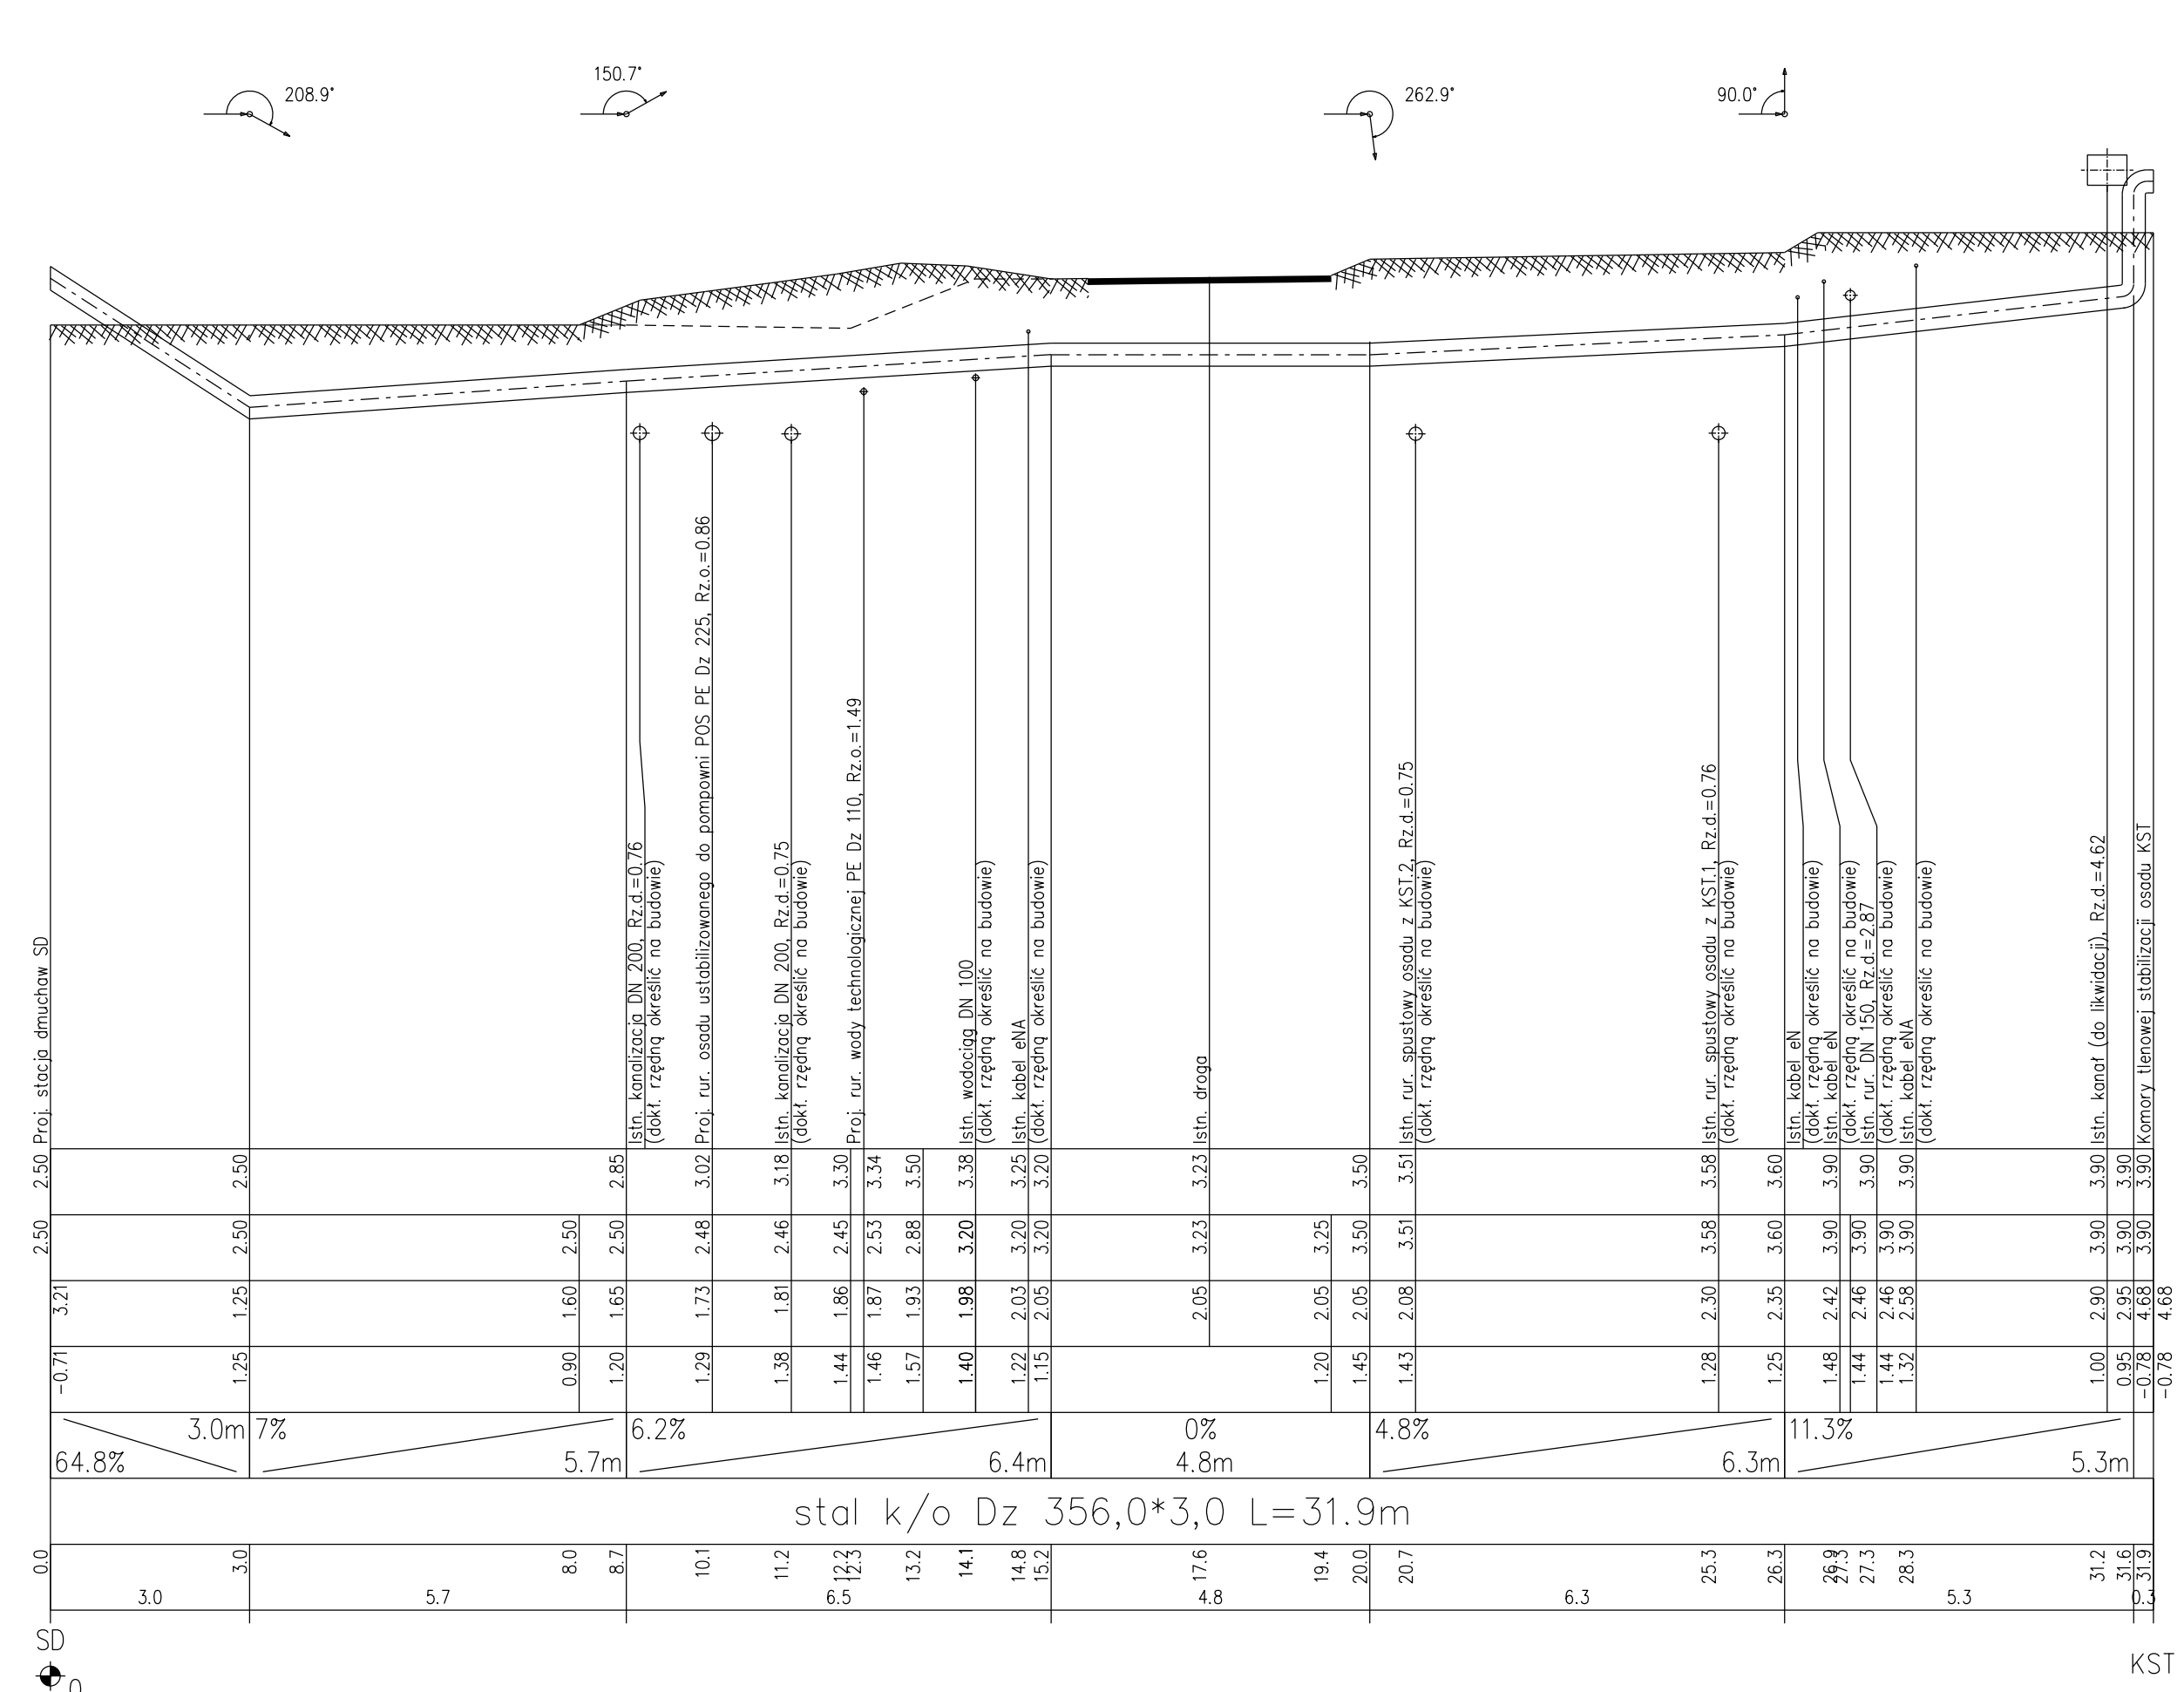 208.9°
150.7°
262.9°
90.0°
Proj. stacja dmuchaw SD
Istn. kanalizacja DN 200, Rz.d.=0.76
(dokł. rzędną określić na budowie)
Proj. rur. osadu ustabilizowanego do pompowni POS PE Dz 225, Rz.o.=0.86
Istn. kanalizacja DN 200, Rz.d.=0.75
(dokł. rzędną określić na budowie)
Proj. rur. wody technologicznej PE Dz 110, Rz.o.=1.49
Istn. wodociąg DN 100
(dokł. rzędną określić na budowie)
Istn. kabel eNA
(dokł. rzędną określić na budowie)
Istn. droga
Istn. rur. spustowy osadu z KST.2, Rz.d.=0.75
(dokł. rzędną określić na budowie)
Istn. rur. spustowy osadu z KST.1, Rz.d.=0.76
(dokł. rzędną określić na budowie)
Istn. kabel eN
(dokł. rzędną określić na budowie)
Istn. kabel eN
(dokł. rzędną określić na budowie)
Istn. rur. DN 150, Rz.d.=2.87
(dokł. rzędną określić na budowie)
Istn. kabel eNA
(dokł. rzędną określić na budowie)
Istn. kanał (do likwidacji), Rz.d.=4.62
Komory tlenowej stabilizacji osadu KST
2.50 2.50 2.85 3.02 3.18 3.30 3.34 3.50 3.38 3.25 3.20 3.23 3.50 3.51 3.58 3.60 3.90 3.90 3.90 3.90 3.90 3.90
2.50 2.50 2.50 2.50 2.48 2.46 2.45 2.53 2.88 3.20 3.20 3.20 3.23 3.25 3.50 3.51 3.58 3.60 3.90 3.90 3.90 3.90 3.90 3.90 3.90
3.21 1.25 1.60 1.65 1.73 1.81 1.86 1.87 1.93 1.98 2.03 2.05 2.05 2.05 2.05 2.08 2.30 2.35 2.42 2.46 2.46 2.58 2.90 2.95 4.68 4.68
-0.71 1.25 0.90 1.20 1.29 1.38 1.44 1.46 1.57 1.40 1.22 1.15 1.20 1.45 1.43 1.28 1.25 1.48 1.44 1.44 1.32 1.00 0.95 -0.78 -0.78
3.0m 7% 6.2% 0% 4.8% 11.3%
64.8% 5.7m 6.4m 4.8m 6.3m 5.3m
stal k/o Dz 356,0*3,0 L=31.9m
0.0 3.0 8.0 8.7 10.1 11.2 12.2 12.3 13.2 14.1 14.8 15.2 17.6 19.4 20.0 20.7 25.3 26.3 26.9 27.3 27.3 28.3 31.2 31.6 31.9
3.0 5.7 6.5 4.8 6.3 5.3 0.3
SD
KST